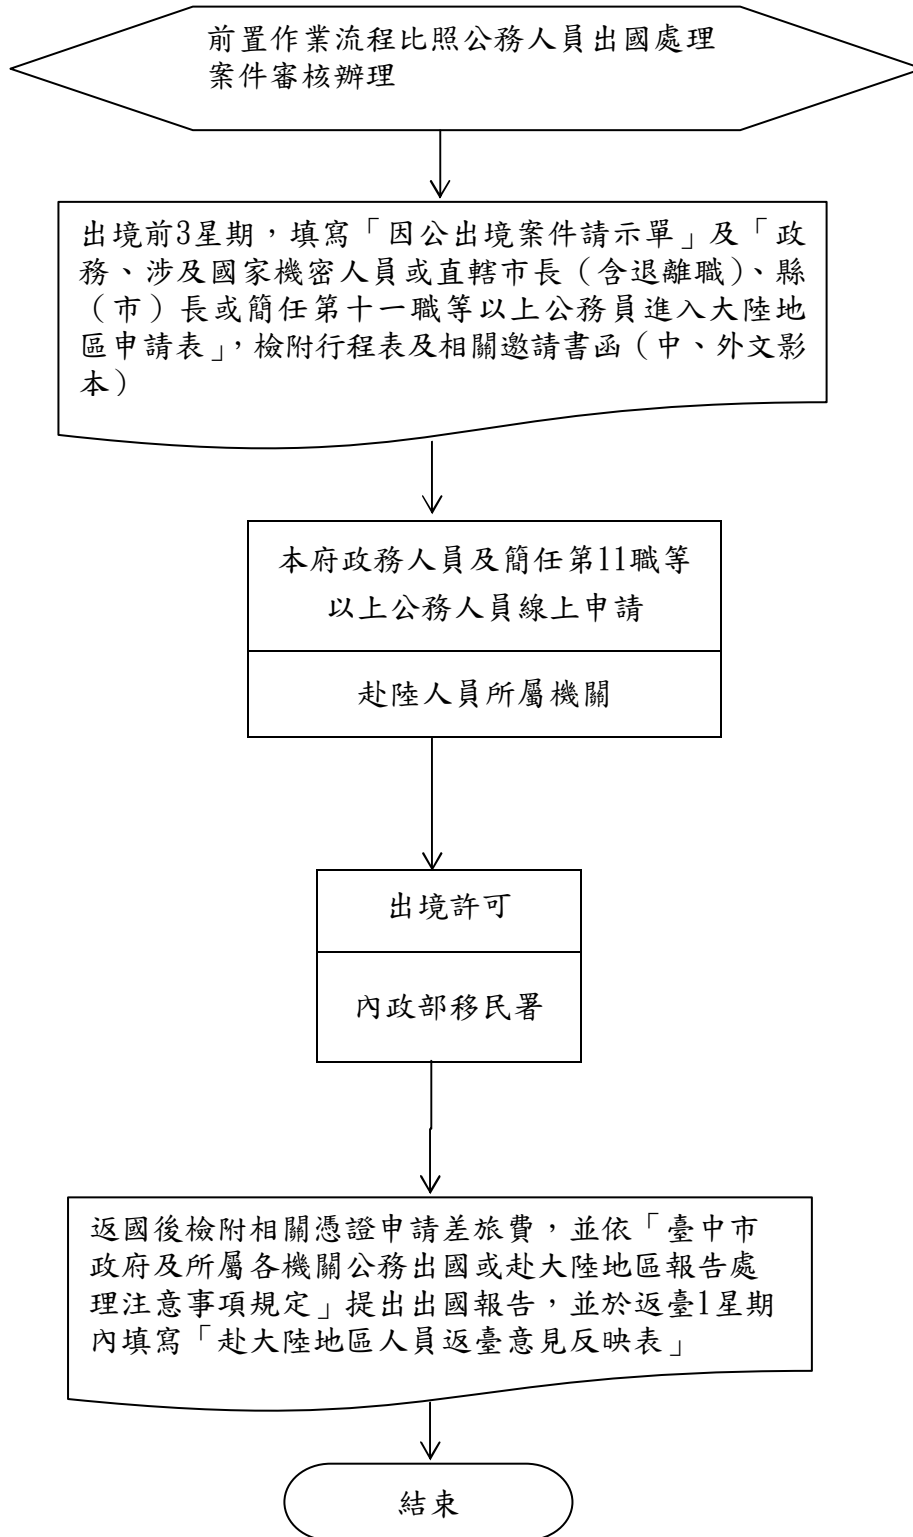 前置作業流程比照公務人員出國處理
案件審核辦理
出境前3星期，填寫「因公出境案件請示單」及「政
務、涉及國家機密人員或直轄市長（含退離職）、縣
（市）長或簡任第十一職等以上公務員進入大陸地
區申請表」，檢附行程表及相關邀請書函（中、外文影
本）
本府政務人員及簡任第11職等
以上公務人員線上申請
赴陸人員所屬機關
出境許可
內政部移民署
返國後檢附相關憑證申請差旅費，並依「臺中市
政府及所屬各機關公務出國或赴大陸地區報告處
理注意事項規定」提出出國報告，並於返臺1星期
內填寫「赴大陸地區人員返臺意見反映表」
結束